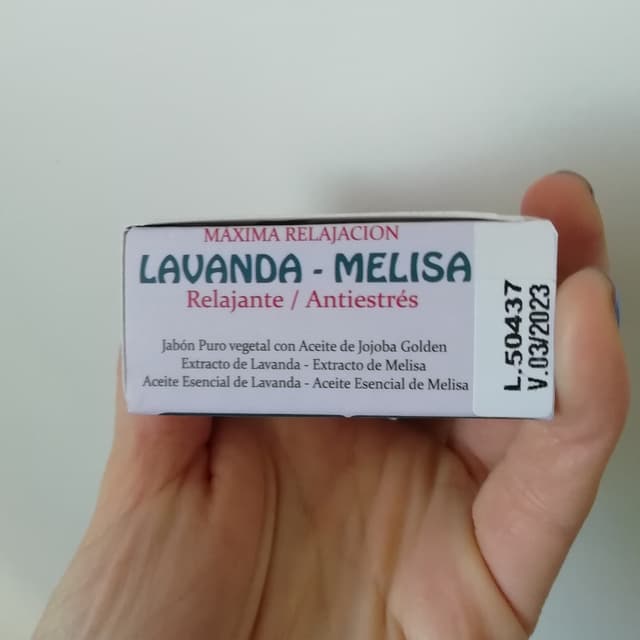 MAXIMA RELAJACION
LAVANDA - MELISA
Relajante / Antiestrés
Jabón Puro vegetal con Aceite de Jojoba Golden
Extracto de Lavanda - Extracto de Melisa
Aceite Esencial de Lavanda - Aceite Esencial de Melisa
L.50437
V.03/2023